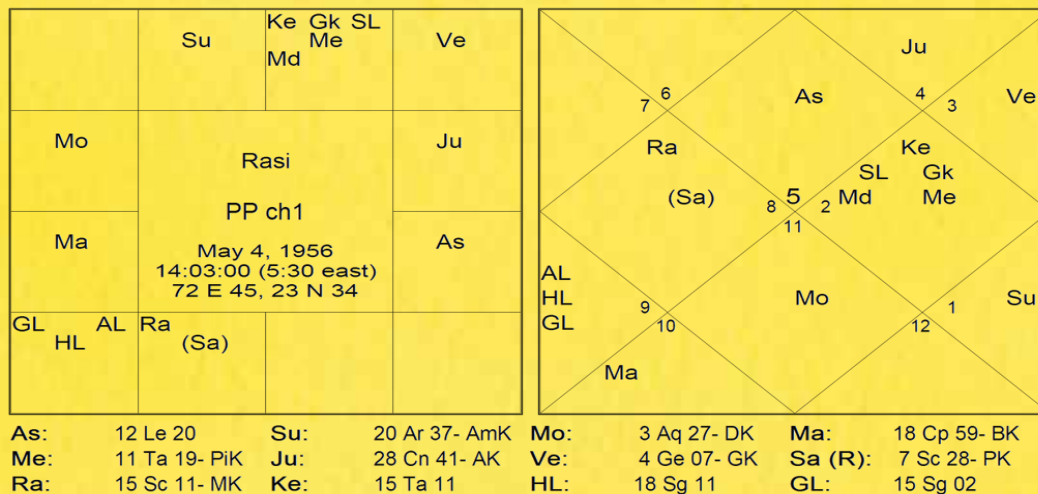 Su
Ke Gk SL
Me
Md
Ve
Mo
Ju
Rasi
PP ch1
May 4, 1956
14:03:00 (5:30 east)
72 E 45, 23 N 34
Ma
As
GL AL
HL
Ra
(Sa)
Ju
As
6
7
4
3
Ve
Ra
Ke
SL Gk
(Sa)
Md Me
8 5 2
11
AL
HL
GL
9
10
Mo
1
12
Su
Ma
As: 12 Le 20 Su: 20 Ar 37- AmK Mo: 3 Aq 27- DK Ma: 18 Cp 59- BK
Me: 11 Ta 19- PiK Ju: 28 Cn 41- AK Ve: 4 Ge 07- GK Sa (R): 7 Sc 28- PK
Ra: 15 Sc 11- MK Ke: 15 Ta 11 HL: 18 Sg 11 GL: 15 Sg 02